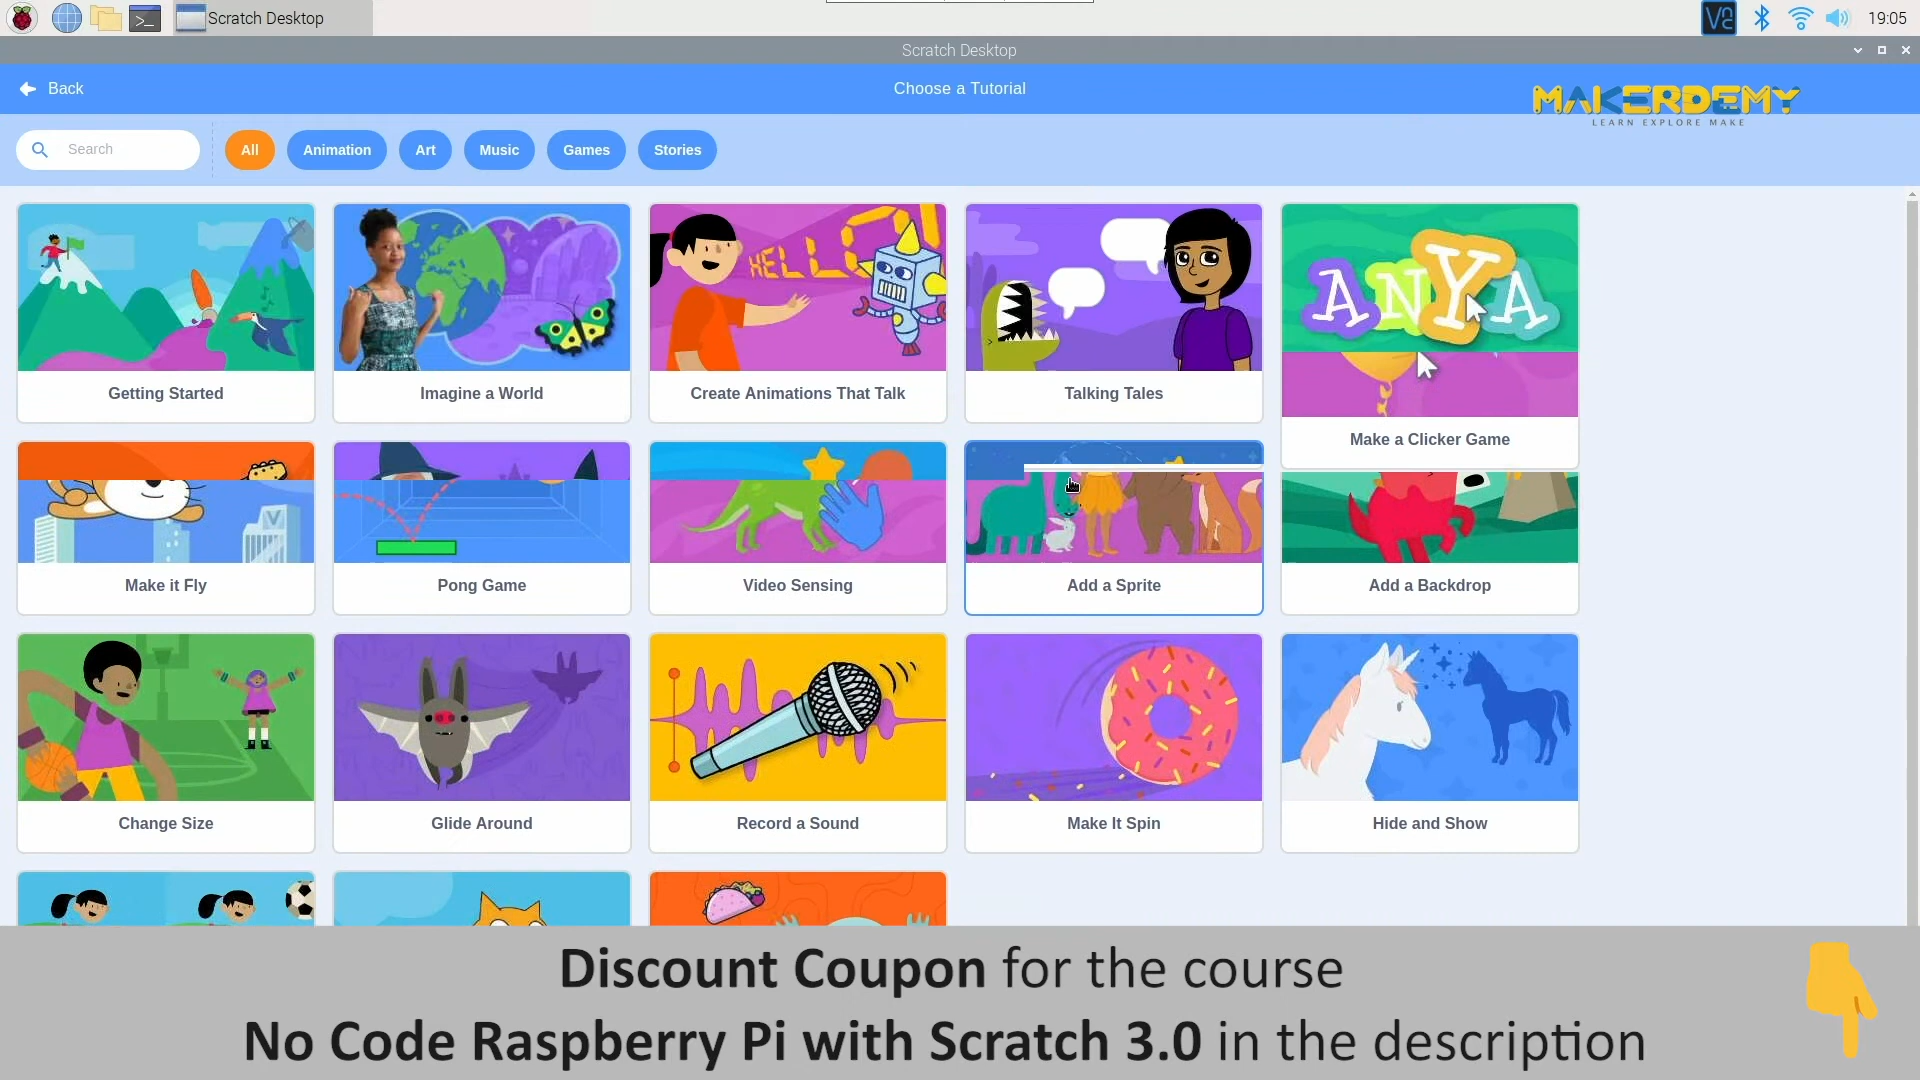 Scratch Desktop
19:05
Scratch Desktop
Back
Choose a Tutorial
MAKERDEMY
LEARN EXPLORE MAKE
Search
All
Animation
Art
Music
Games
Stories
HELLO
ANYA
Getting Started
Imagine a World
Create Animations That Talk
Talking Tales
Make a Clicker Game
Make it Fly
Pong Game
Video Sensing
Add a Sprite
Add a Backdrop
Change Size
Glide Around
Record a Sound
Make It Spin
Hide and Show
Discount Coupon for the course
No Code Raspberry Pi with Scratch 3.0 in the description